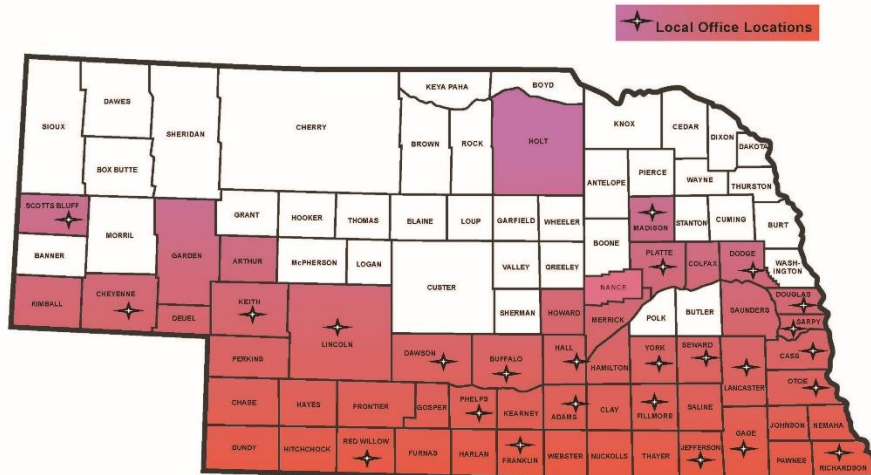 Local Office Locations
KEYA PAHA
BOYD
DAWES
SIOUX
SHERIDAN
CHERRY
BROWN
ROCK
HOLT
KNOX
CEDAR
DIXON
DAKOTA
BOX BUTTE
ANTELOPE
PIERCE
WAYNE
THURSTON
SCOTTS BLUFF
MORRIL
GARDEN
GRANT
HOOKER
THOMAS
BLAINE
LOUP
GARFIELD
WHEELER
MADISON
STANTON
CUMING
BURT
BANNER
ARTHUR
McPHERSON
LOGAN
CUSTER
VALLEY
GREELEY
BOONE
PLATTE
COLFAX
DODGE
WASH-
INGTON
KIMBALL
CHEYENNE
DEUEL
KEITH
LINCOLN
SHERMAN
HOWARD
NANCE
MERRICK
POLK
BUTLER
SAUNDERS
DOUGLAS
SARPY
PERKINS
DAWSON
BUFFALO
HALL
HAMILTON
YORK
SEWARD
LANCASTER
CASS
OTOE
CHASE
HAYES
FRONTIER
GOSPER
PHELPS
KEARNEY
ADAMS
CLAY
FILLMORE
SALINE
GAGE
JOHNSON
NEMAHA
DUNDY
HITCHCHOCK
RED WILLOW
FURNAS
HARLAN
FRANKLIN
WEBSTER
NUCKOLLS
THAYER
JEFFERSON
PAWNEE
RICHARDSON